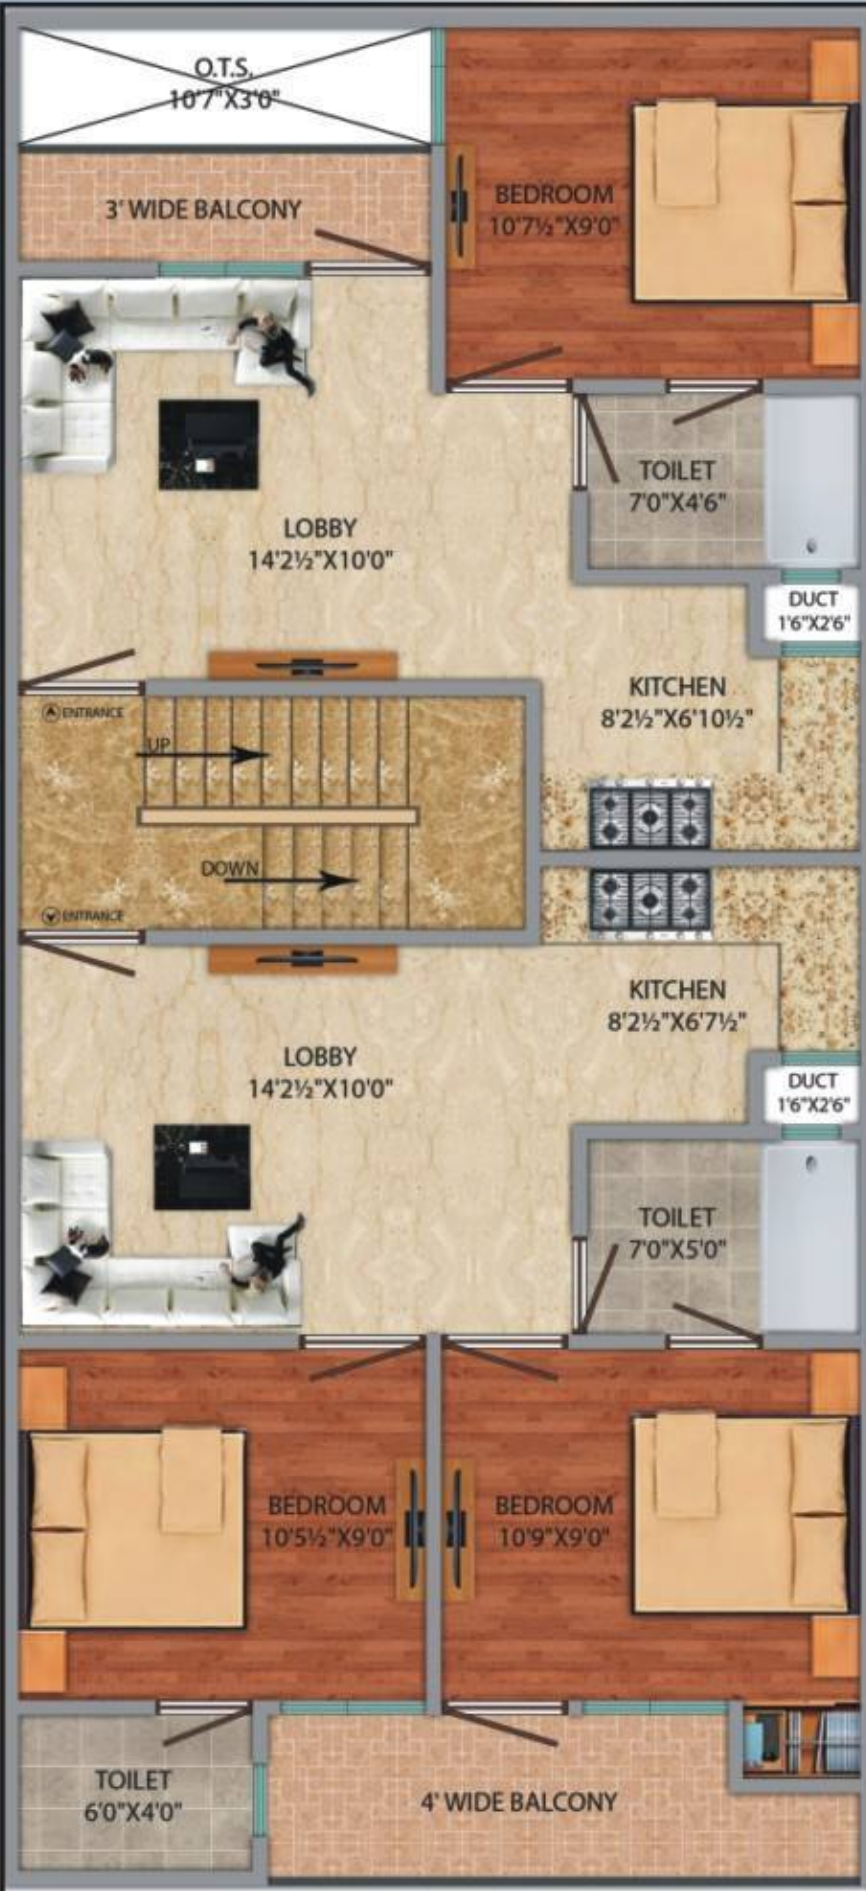 O.T.S.
10'7"X3'0"
3' WIDE BALCONY
BEDROOM
10'7½"X9'0"
TOILET
7'0"X4'6"
LOBBY
14'2½"X10'0"
DUCT
1'6"X2'6"
KITCHEN
8'2½"X6'10½"
ENTRANCE
UP
DOWN
ENTRANCE
KITCHEN
8'2½"X6'7½"
LOBBY
14'2½"X10'0"
DUCT
1'6"X2'6"
TOILET
7'0"X5'0"
BEDROOM
10'5½"X9'0"
BEDROOM
10'9"X9'0"
TOILET
6'0"X4'0"
4' WIDE BALCONY